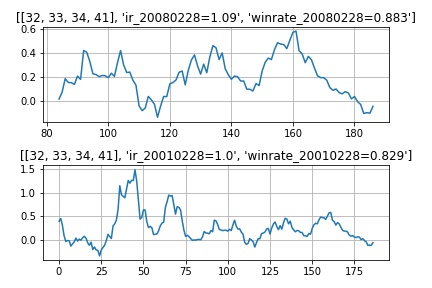 [[32, 33, 34, 41], 'ir_20080228=1.09', 'winrate_20080228=0.883']
0.6
0.4
0.2
0.0
80 100 120 140 160 180
[[32, 33, 34, 41], 'ir_20010228=1.0', 'winrate_20010228=0.829']
1.5
1.0
0.5
0.0
0 25 50 75 100 125 150 175